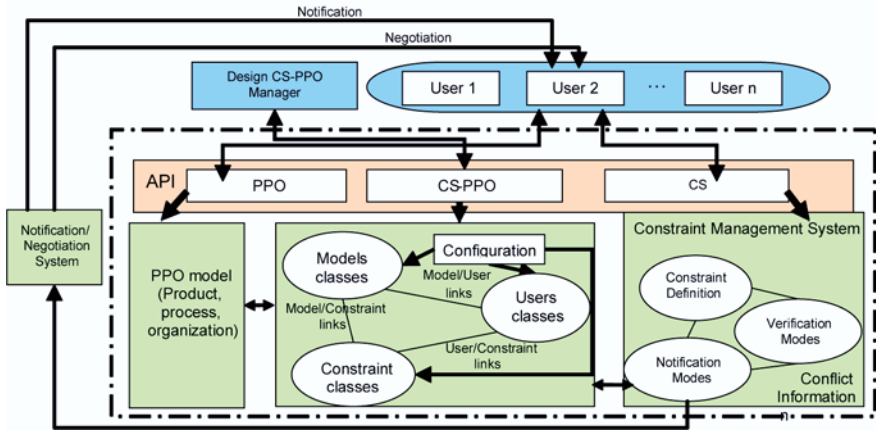 Notification
Negotiation
Design CS-PPO
Manager
User 1
User 2
...
User n
API
PPO
CS-PPO
CS
Notification/
Negotiation
System
PPO model
(Product,
process,
organization)
Models
classes
Configuration
Model/User
links
Users
classes
Model/Constraint
links
User/Constraint
links
Constraint
classes
Constraint Management System
Constraint
Definition
Verification
Modes
Notification
Modes
Conflict
Information
n